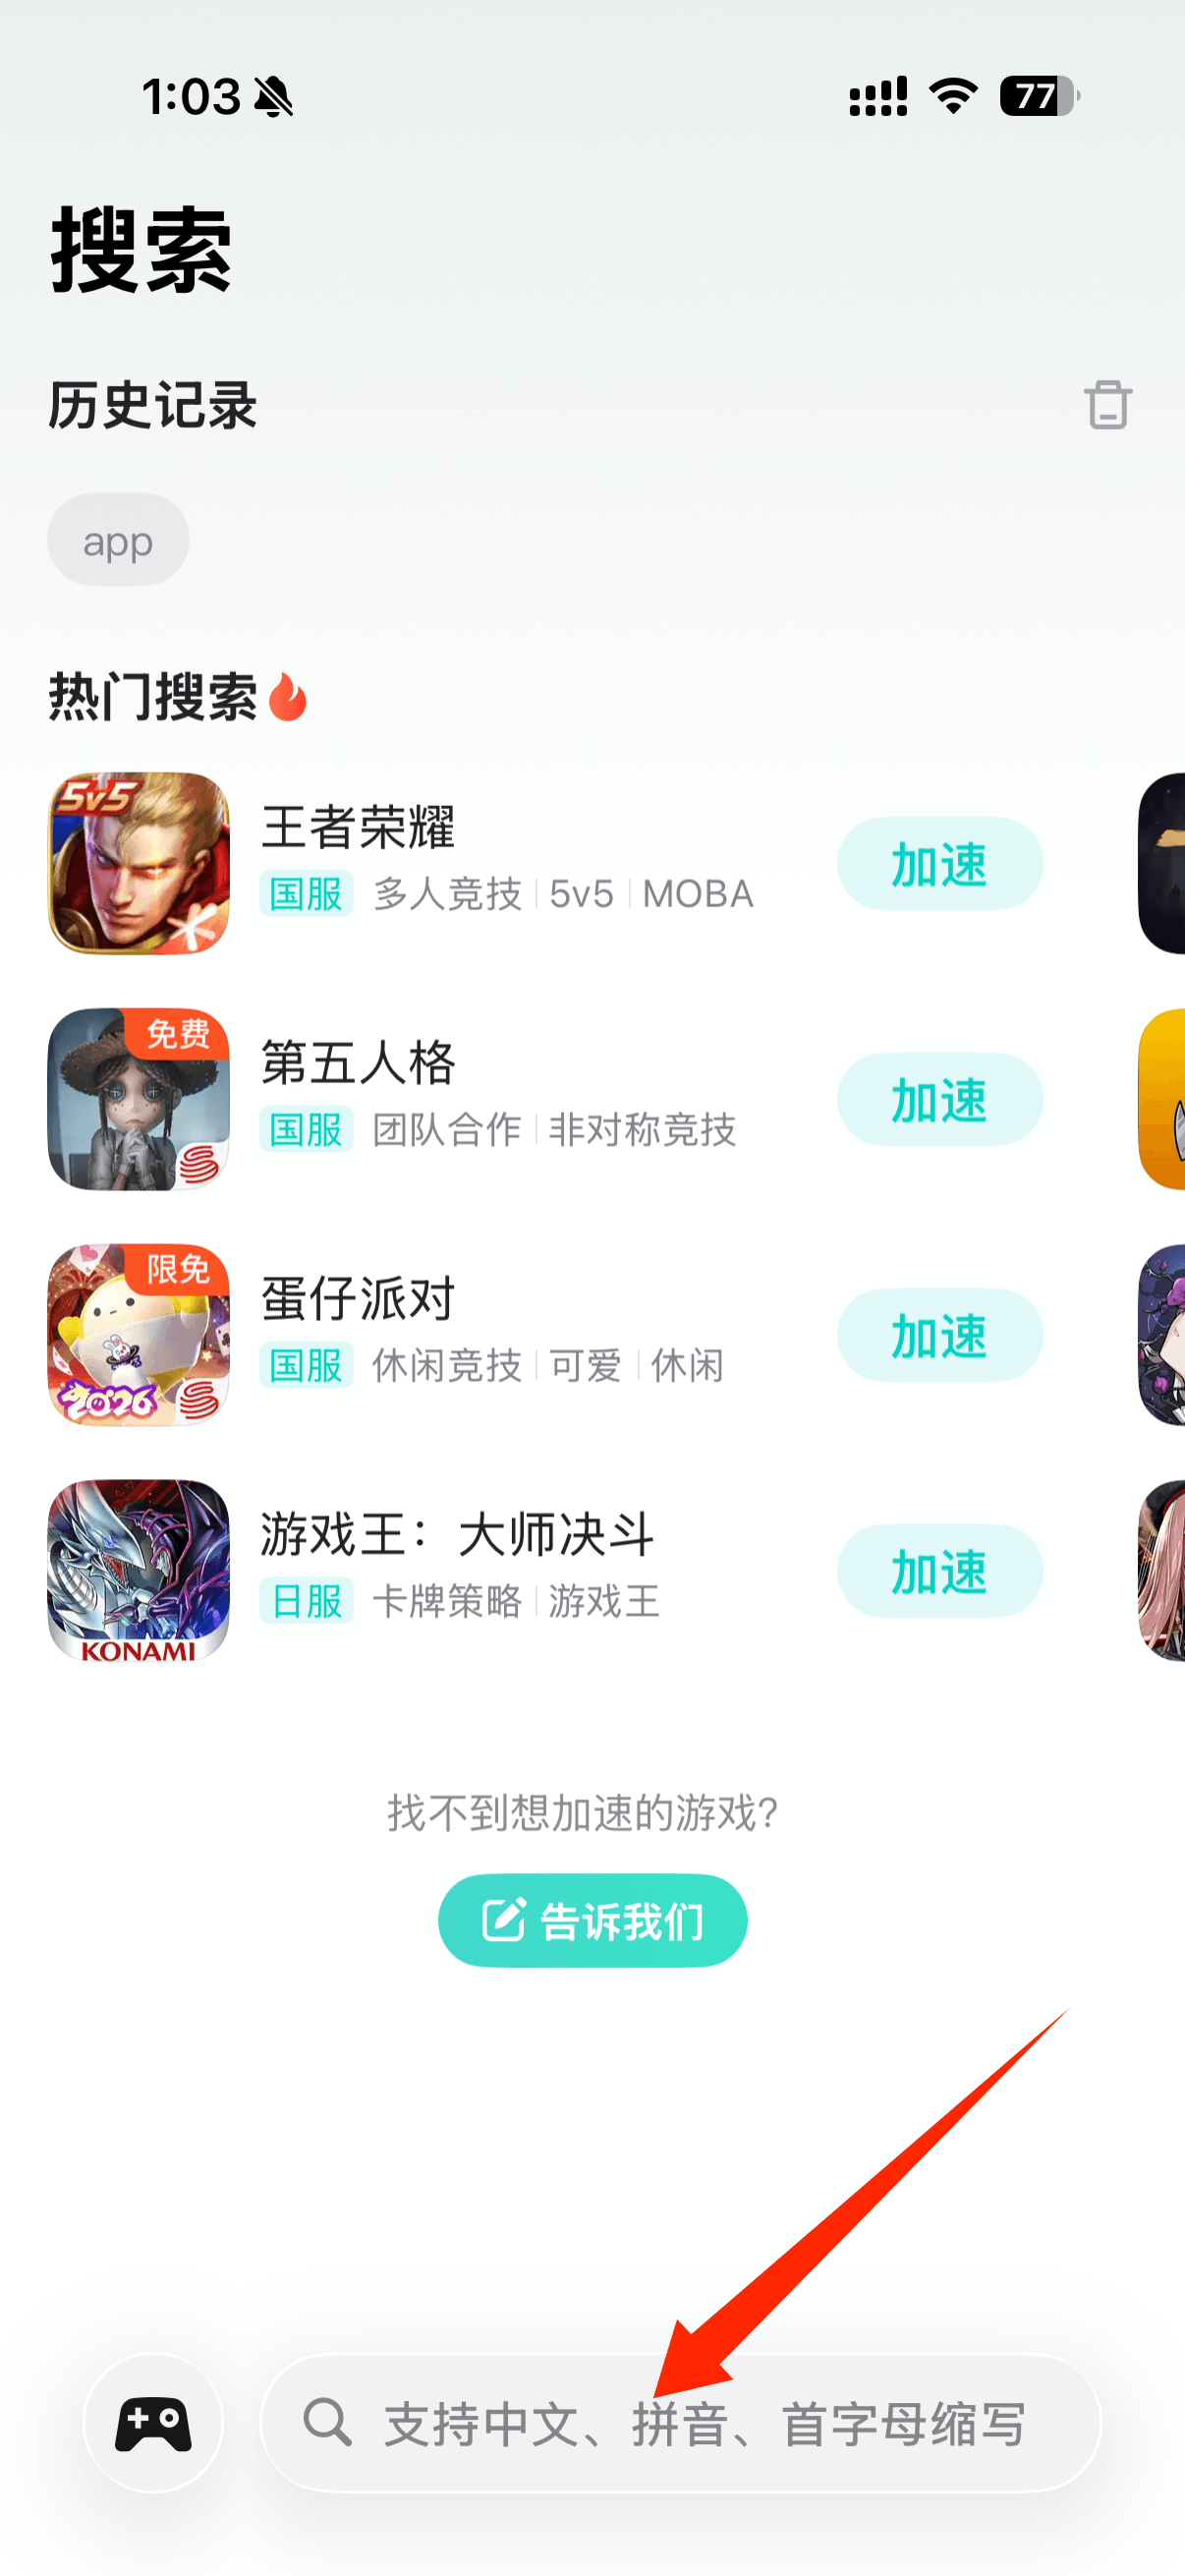 1:03
77
搜索
历史记录
app
热门搜索
5v5
王者荣耀
国服 多人竞技 5v5 MOBA
加速
免费
第五人格
国服 团队合作 非对称竞技
加速
限免
2026
蛋仔派对
国服 休闲竞技 可爱 休闲
加速
KONAMI
游戏王：大师决斗
日服 卡牌策略 游戏王
加速
找不到想加速的游戏?
告诉我们
支持中文、拼音、首字母缩写